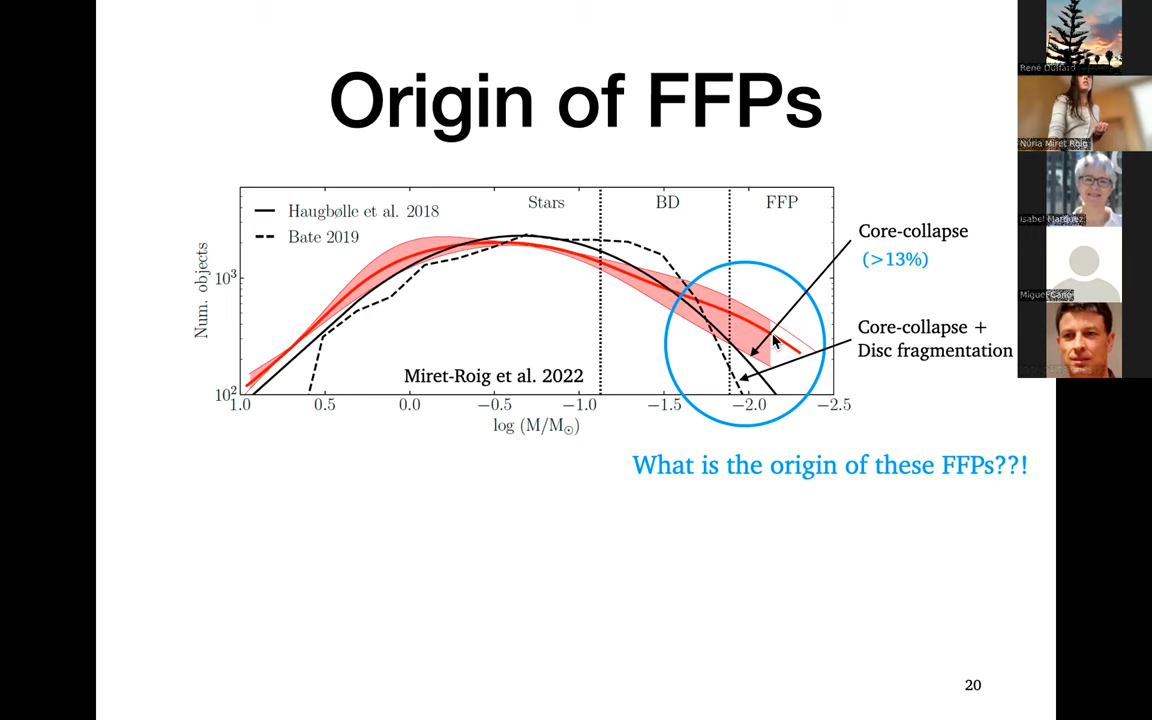 Origin of FFPs
Haugbølle et al. 2018
Bate 2019
Stars
BD
FFP
Num. objects
10³
10²
1.0
0.5
0.0
−0.5
−1.0
−1.5
−2.0
−2.5
log (M/M☉)
Miret-Roig et al. 2022
Core-collapse
(>13%)
Core-collapse +
Disc fragmentation
What is the origin of these FFPs??!
20
Núria Miret Roig
Isabel Márquez